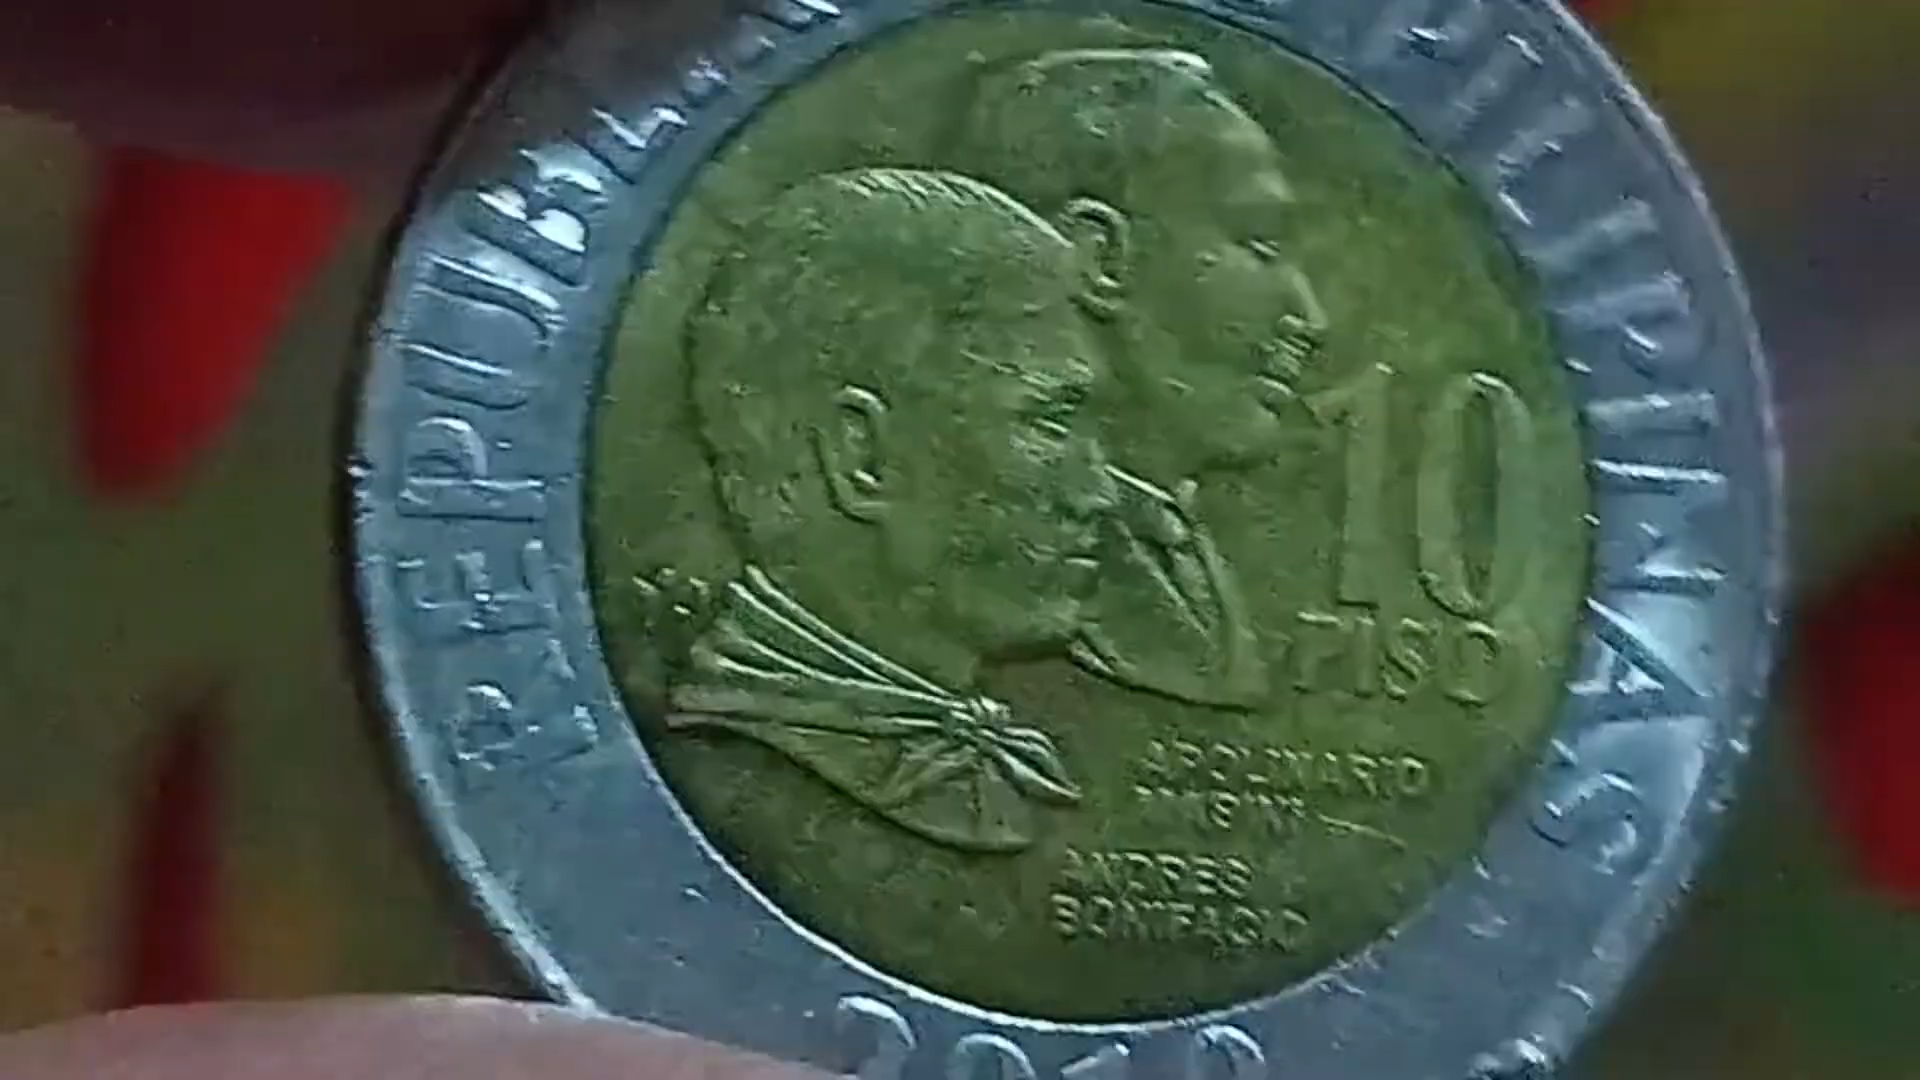 REPUBLIKA NG PILIPINAS
10
PISO
APOLINARIO
MABINI
ANDRES
BONIFACIO